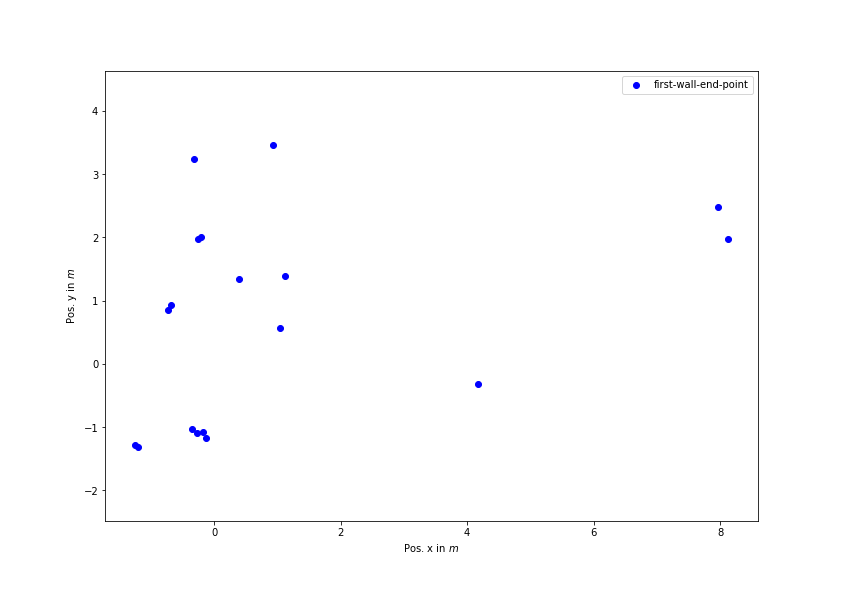 first-wall-end-point
4
3
2
1
0
−1
−2
Pos. y in m
0 2 4 6 8
Pos. x in m